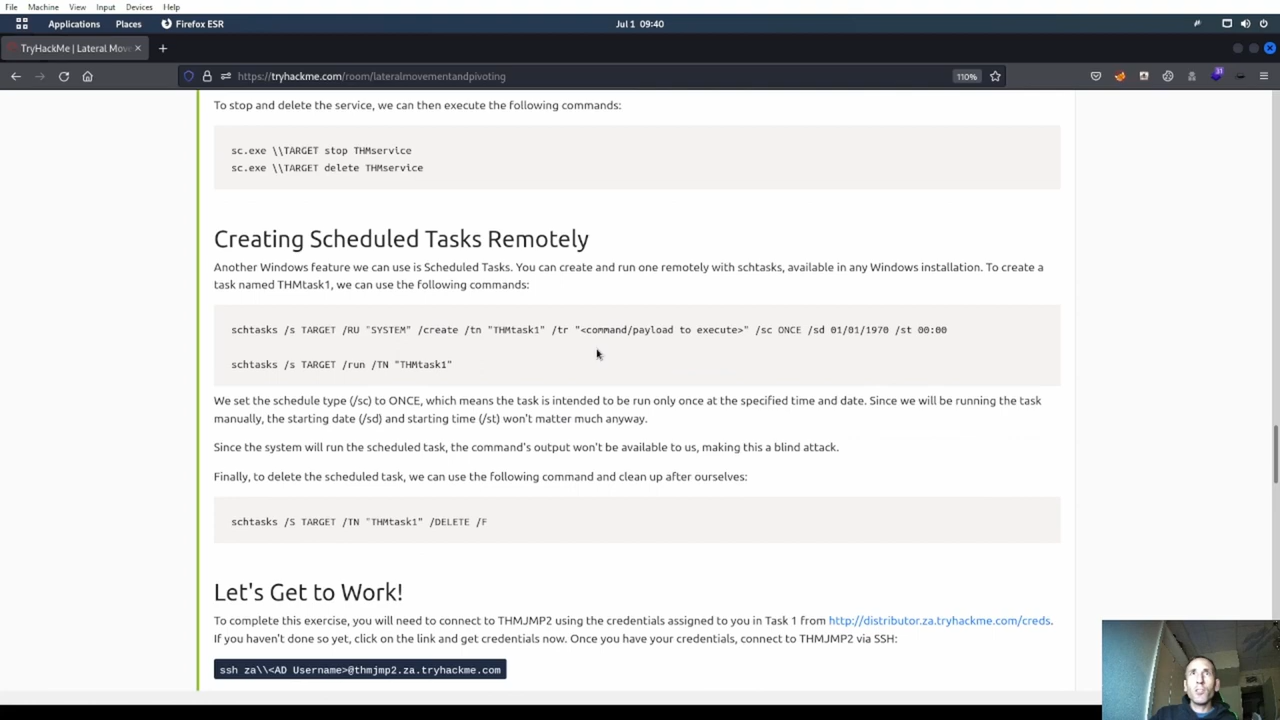 File Machine View Input Devices Help
Applications Places Firefox ESR Jul 1 09:40
TryHackMe | Lateral Mov
https://tryhackme.com/room/lateralmovementandpivoting 110% 31
To stop and delete the service, we can then execute the following commands:
sc.exe \\TARGET stop THMservice
sc.exe \\TARGET delete THMservice
Creating Scheduled Tasks Remotely
Another Windows feature we can use is Scheduled Tasks. You can create and run one remotely with schtasks, available in any Windows installation. To create a
task named THMtask1, we can use the following commands:
schtasks /s TARGET /RU "SYSTEM" /create /tn "THMtask1" /tr "<command/payload to execute>" /sc ONCE /sd 01/01/1970 /st 00:00
schtasks /s TARGET /run /TN "THMtask1"
We set the schedule type (/sc) to ONCE, which means the task is intended to be run only once at the specified time and date. Since we will be running the task
manually, the starting date (/sd) and starting time (/st) won't matter much anyway.
Since the system will run the scheduled task, the command's output won't be available to us, making this a blind attack.
Finally, to delete the scheduled task, we can use the following command and clean up after ourselves:
schtasks /S TARGET /TN "THMtask1" /DELETE /F
Let's Get to Work!
To complete this exercise, you will need to connect to THMJMP2 using the credentials assigned to you in Task 1 from http://distributor.za.tryhackme.com/creds.
If you haven't done so yet, click on the link and get credentials now. Once you have your credentials, connect to THMJMP2 via SSH:
ssh za\\<AD Username>@thmjmp2.za.tryhackme.com